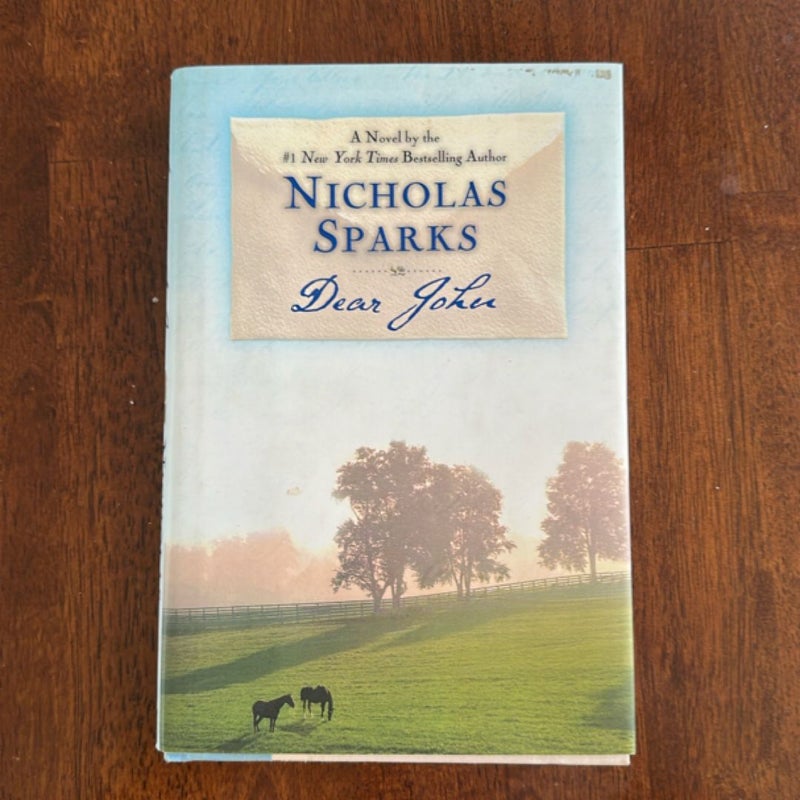 A Novel by the
#1 New York Times Bestselling Author
NICHOLAS
SPARKS
Dear John